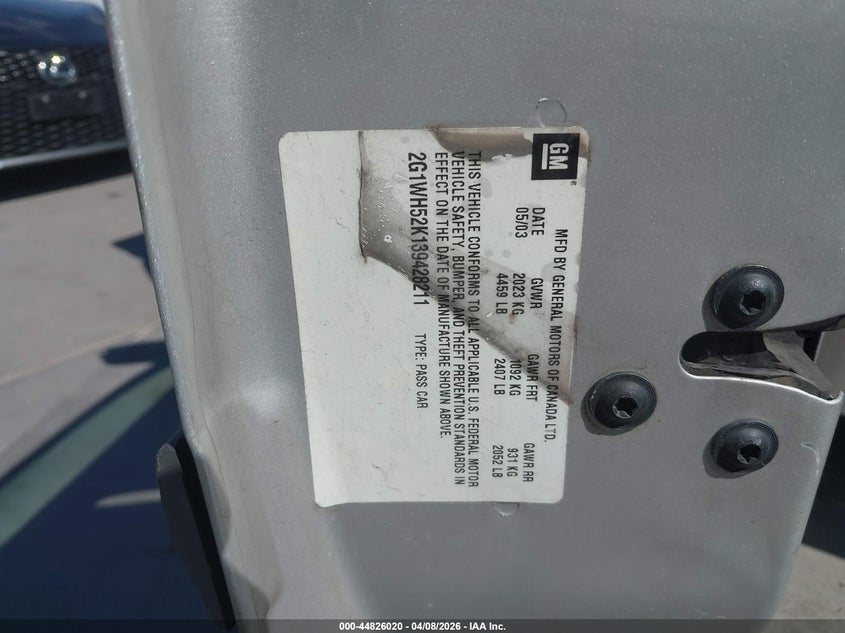 GM
MFD BY GENERAL MOTORS OF CANADA LTD.
DATE GVWR GAWR FRT GAWR RR
05/03 2023 KG 1092 KG 931 KG
4459 LB 2407 LB 2052 LB
THIS VEHICLE CONFORMS TO ALL APPLICABLE U.S. FEDERAL MOTOR
VEHICLE SAFETY, BUMPER, AND THEFT PREVENTION STANDARDS IN
EFFECT ON THE DATE OF MANUFACTURE SHOWN ABOVE.
2G1WH52K139428211 TYPE: PASS CAR
000-44826020 - 04/08/2026 - IAA Inc.